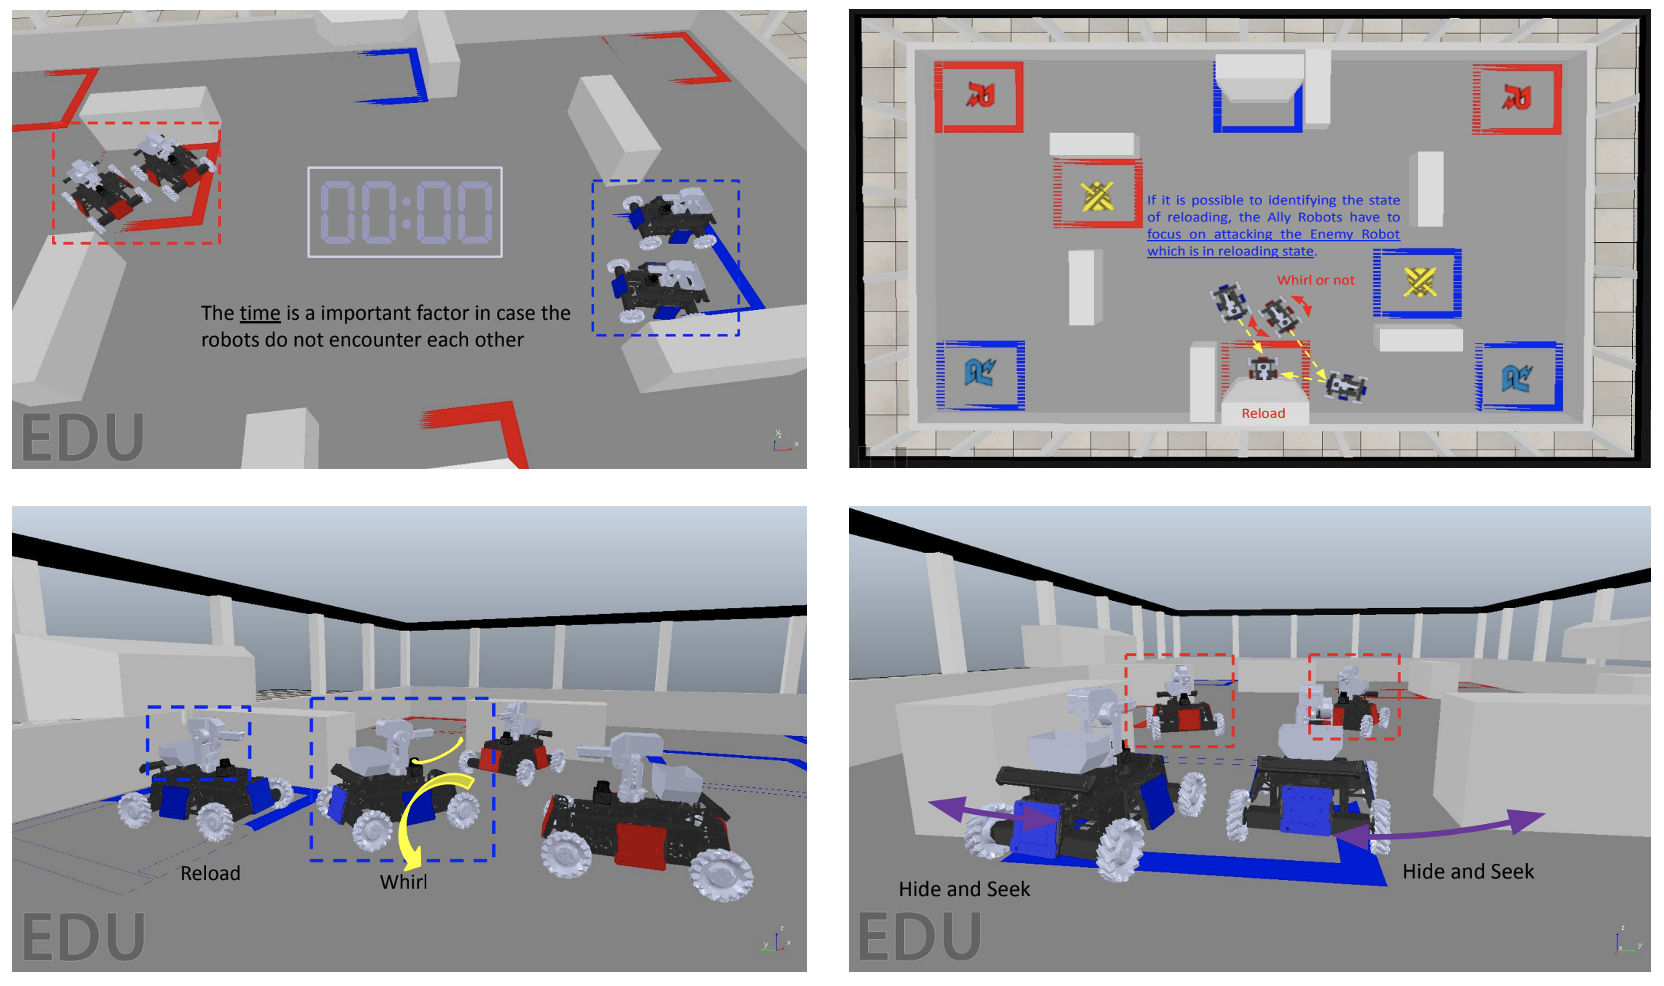 00:00
The time is a important factor in case the
robots do not encounter each other
EDU
x
If it is possible to identifying the state
of reloading, the Ally Robots have to
focus on attacking the Enemy Robot
which is in reloading state.
Whirl or not
Reload
Reload
Whirl
EDU
z
y
x
Hide and Seek
Hide and Seek
EDU
z
x
y